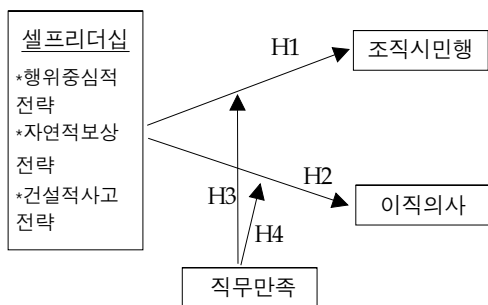 셀프리더십
*행위중심적
전략
*자연적보상
전략
*건설적사고
전략
H1
조직시민행
H2
이직의사
H3
H4
직무만족